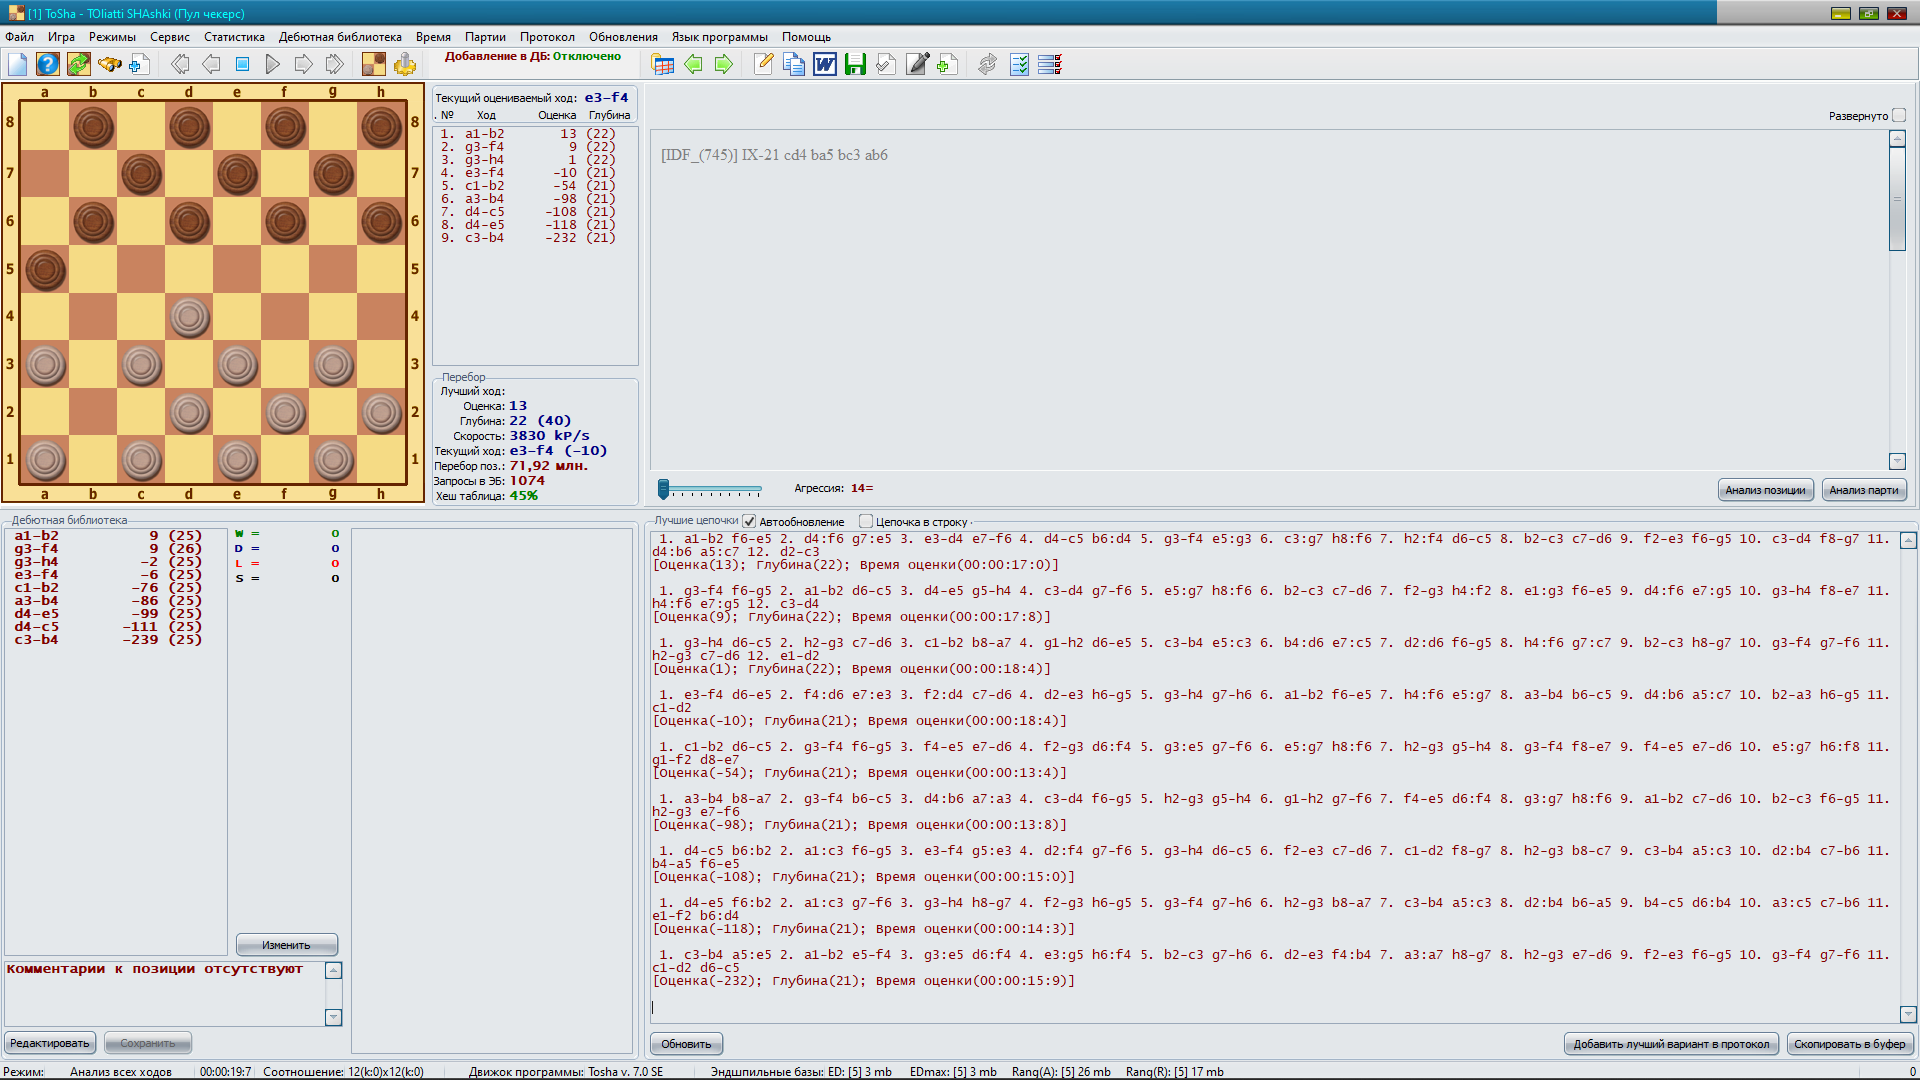 [1] ToSha - TOliatti SHAshki (Пул чекерс)
Файл Игра Режимы Сервис Статистика Дебютная библиотека Время Партии Протокол Обновления Язык программы Помощь
Добавление в ДБ: Отключено
a b c d e f g h
8 8
7 7
6 6
5 5
4 4
3 3
2 2
1 1
a b c d e f g h
Текущий оцениваемый ход: e3-f4
. № Ход Оценка Глубина
1. a1-b2 13 (22)
2. g3-f4 9 (22)
3. g3-h4 1 (22)
4. e3-f4 -10 (21)
5. c1-b2 -54 (21)
6. a3-b4 -98 (21)
7. d4-c5 -108 (21)
8. d4-e5 -118 (21)
9. c3-b4 -232 (21)
Перебор
Лучший ход:
Оценка: 13
Глубина: 22 (40)
Скорость: 3830 kP/s
Текущий ход: e3-f4 (-10)
Перебор поз.: 71,92 млн.
Запросы в ЭБ: 1074
Хеш таблица: 45%
Развернуто
[IDF_(745)] IX-21 cd4 ba5 bc3 ab6
Агрессия: 14=
Анализ позиции Анализ парти
Дебютная библиотека
a1-b2 9 (25)
g3-f4 9 (26)
g3-h4 -2 (25)
e3-f4 -6 (25)
c1-b2 -76 (25)
a3-b4 -86 (25)
d4-e5 -99 (25)
d4-c5 -111 (25)
c3-b4 -239 (25)
W = 0
D = 0
L = 0
S = 0
Изменить
Комментарии к позиции отсутствуют
Редактировать Сохранить
Лучшие цепочки Автообновление Цепочка в строку
1. a1-b2 f6-e5 2. d4:f6 g7:e5 3. e3-d4 e7-f6 4. d4-c5 b6:d4 5. g3-f4 e5:g3 6. c3:g7 h8:f6 7. h2:f4 d6-c5 8. b2-c3 c7-d6 9. f2-e3 f6-g5 10. c3-d4 f8-g7 11.
d4:b6 a5:c7 12. d2-c3
[Оценка(13); Глубина(22); Время оценки(00:00:17:0)]
1. g3-f4 f6-g5 2. a1-b2 d6-c5 3. d4-e5 g5-h4 4. c3-d4 g7-f6 5. e5:g7 h8:f6 6. b2-c3 c7-d6 7. f2-g3 h4:f2 8. e1:g3 f6-e5 9. d4:f6 e7:g5 10. g3-h4 f8-e7 11.
h4:f6 e7:g5 12. c3-d4
[Оценка(9); Глубина(22); Время оценки(00:00:17:8)]
1. g3-h4 d6-c5 2. h2-g3 c7-d6 3. c1-b2 b8-a7 4. g1-h2 d6-e5 5. c3-b4 e5:c3 6. b4:d6 e7:c5 7. d2:d6 f6-g5 8. h4:f6 g7:c7 9. b2-c3 h8-g7 10. g3-f4 g7-f6 11.
h2-g3 c7-d6 12. e1-d2
[Оценка(1); Глубина(22); Время оценки(00:00:18:4)]
1. e3-f4 d6-e5 2. f4:d6 e7:e3 3. f2:d4 c7-d6 4. d2-e3 h6-g5 5. g3-h4 g7-h6 6. a1-b2 f6-e5 7. h4:f6 e5:g7 8. a3-b4 b6-c5 9. d4:b6 a5:c7 10. b2-a3 h6-g5 11.
c1-d2
[Оценка(-10); Глубина(21); Время оценки(00:00:18:4)]
1. c1-b2 d6-c5 2. g3-f4 f6-g5 3. f4-e5 e7-d6 4. f2-g3 d6:f4 5. g3:e5 g7-f6 6. e5:g7 h8:f6 7. h2-g3 g5-h4 8. g3-f4 f8-e7 9. f4-e5 e7-d6 10. e5:g7 h6:f8 11.
g1-f2 d8-e7
[Оценка(-54); Глубина(21); Время оценки(00:00:13:4)]
1. a3-b4 b8-a7 2. g3-f4 b6-c5 3. d4:b6 a7:a3 4. c3-d4 f6-g5 5. h2-g3 g5-h4 6. g1-h2 g7-f6 7. f4-e5 d6:f4 8. g3:g7 h8:f6 9. a1-b2 c7-d6 10. b2-c3 f6-g5 11.
h2-g3 e7-f6
[Оценка(-98); Глубина(21); Время оценки(00:00:13:8)]
1. d4-c5 b6:b2 2. a1:c3 f6-g5 3. e3-f4 g5:e3 4. d2:f4 g7-f6 5. g3-h4 d6-c5 6. f2-e3 c7-d6 7. c1-d2 f8-g7 8. h2-g3 b8-c7 9. c3-b4 a5:c3 10. d2:b4 c7-b6 11.
b4-a5 f6-e5
[Оценка(-108); Глубина(21); Время оценки(00:00:15:0)]
1. d4-e5 f6:b2 2. a1:c3 g7-f6 3. g3-h4 h8-g7 4. f2-g3 h6-g5 5. g3-f4 g7-h6 6. h2-g3 b8-a7 7. c3-b4 a5:c3 8. d2:b4 b6-a5 9. b4-c5 d6:b4 10. a3:c5 c7-b6 11.
e1-f2 b6:d4
[Оценка(-118); Глубина(21); Время оценки(00:00:14:3)]
1. c3-b4 a5:e5 2. a1-b2 e5-f4 3. g3:e5 d6:f4 4. e3:g5 h6:f4 5. b2-c3 g7-h6 6. d2-e3 f4:b4 7. a3:a7 h8-g7 8. h2-g3 e7-d6 9. f2-e3 f6-g5 10. g3-f4 g7-f6 11.
c1-d2 d6-c5
[Оценка(-232); Глубина(21); Время оценки(00:00:15:9)]
Обновить Добавить лучший вариант в протокол Скопировать в буфер
Режим: Анализ всех ходов 00:00:19:7 Соотношение: 12(k:0)x12(k:0) Движок программы: Tosha v. 7.0 SE Эндшпильные базы: ED: [5] 3 mb EDmax: [5] 3 mb Rang(A): [5] 26 mb Rang(R): [5] 17 mb 0